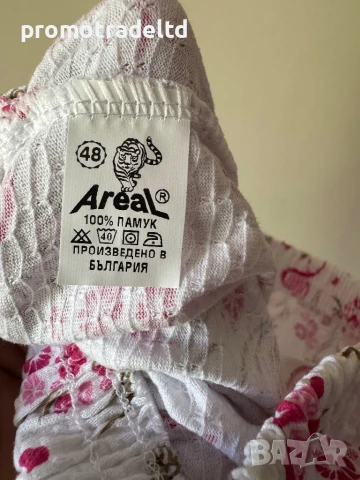 promotradeltd
48
Areal®
100% ПАМУК
40
ПРОИЗВЕДЕНО В
БЪЛГАРИЯ
BAZAR